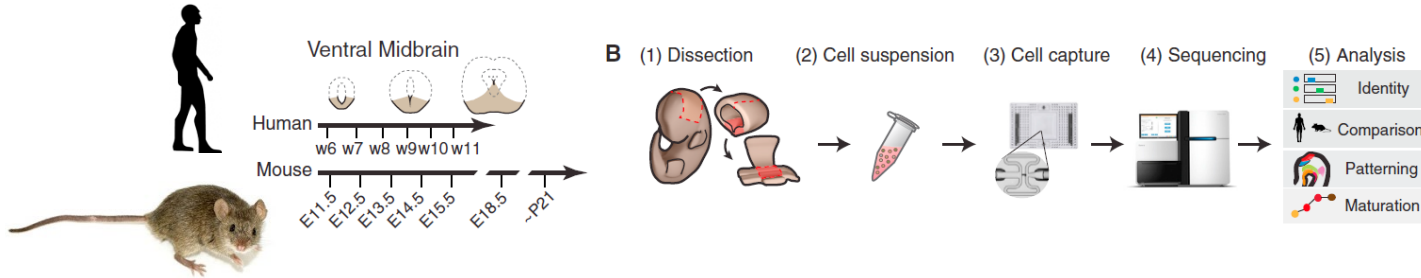 Ventral Midbrain
Human
w6 w7 w8 w9 w10 w11
Mouse
E11.5 E12.5 E13.5 E14.5 E15.5 E18.5 ~P21
B (1) Dissection (2) Cell suspension (3) Cell capture (4) Sequencing (5) Analysis
Identity
Comparison
Patterning
Maturation